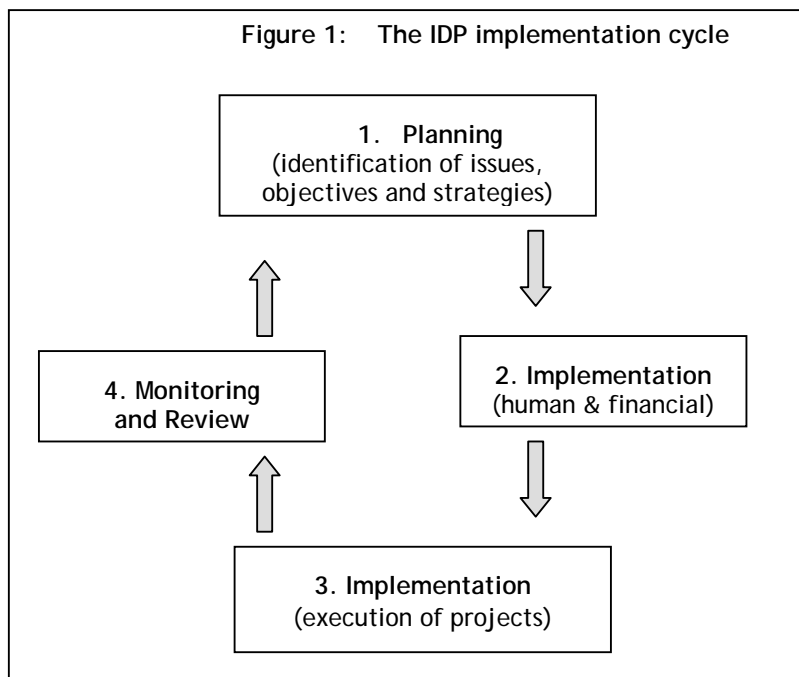 Figure 1: The IDP implementation cycle
1. Planning
(identification of issues,
objectives and strategies)
2. Implementation
(human & financial)
4. Monitoring
and Review
3. Implementation
(execution of projects)